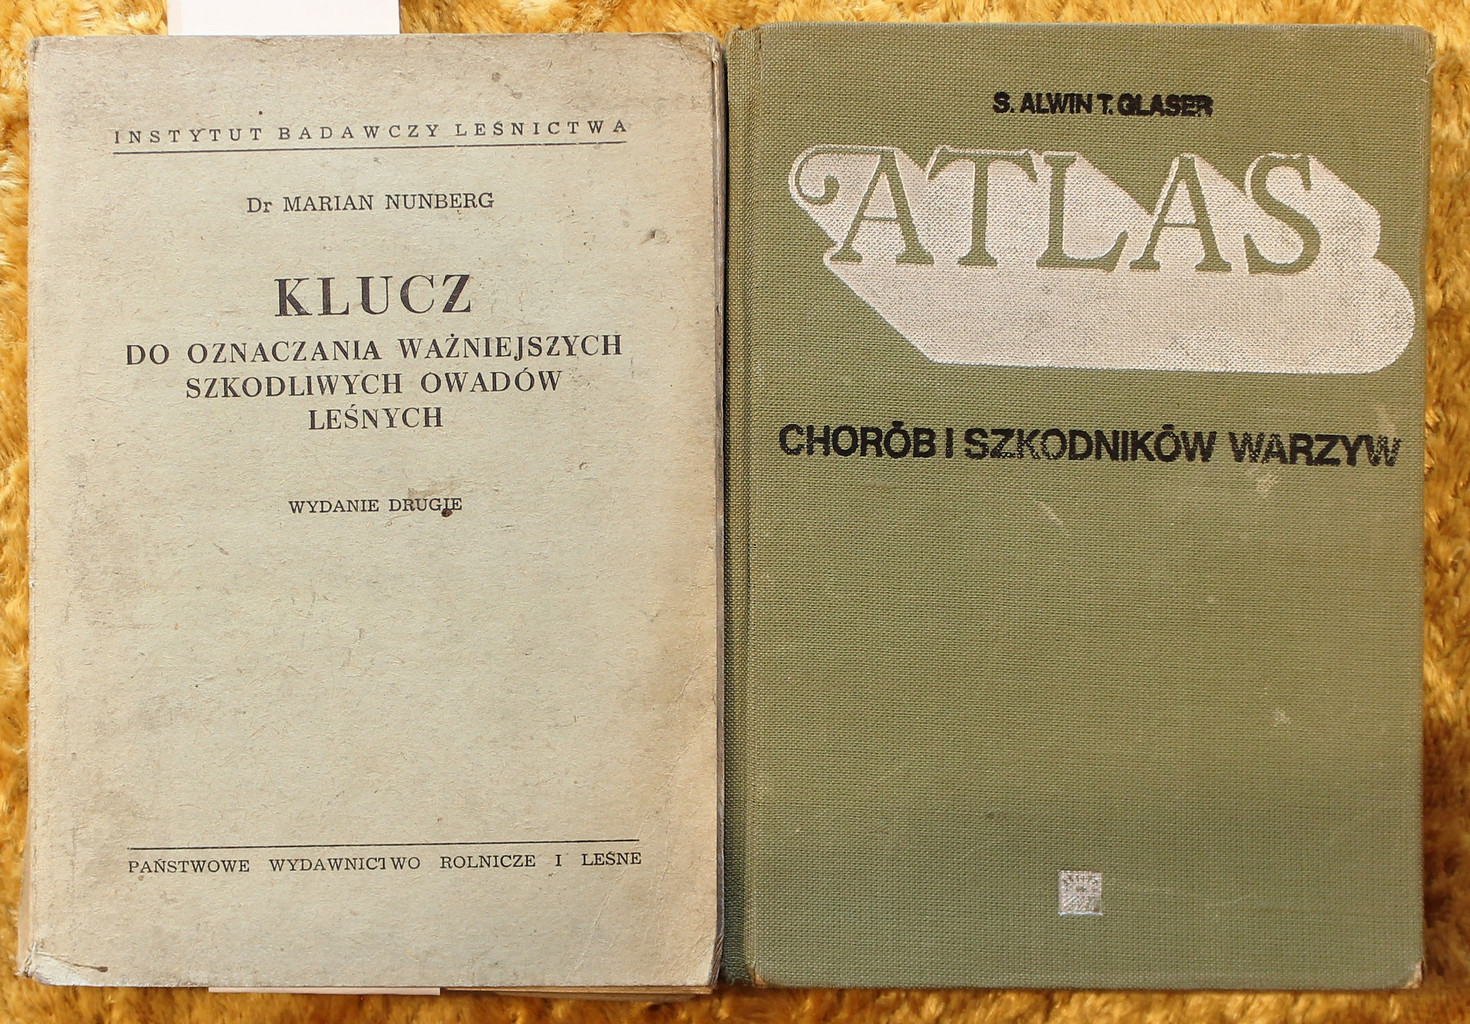 INSTYTUT BADAWCZY LEŚNICTWA
Dr MARIAN NUNBERG
KLUCZ
DO OZNACZANIA WAŻNIEJSZYCH
SZKODLIWYCH OWADÓW
LEŚNYCH
WYDANIE DRUGIE
PAŃSTWOWE WYDAWNICTWO ROLNICZE I LEŚNE
S. ALWIN T. GLASER
ATLAS
CHORÓB I SZKODNIKÓW WARZYW